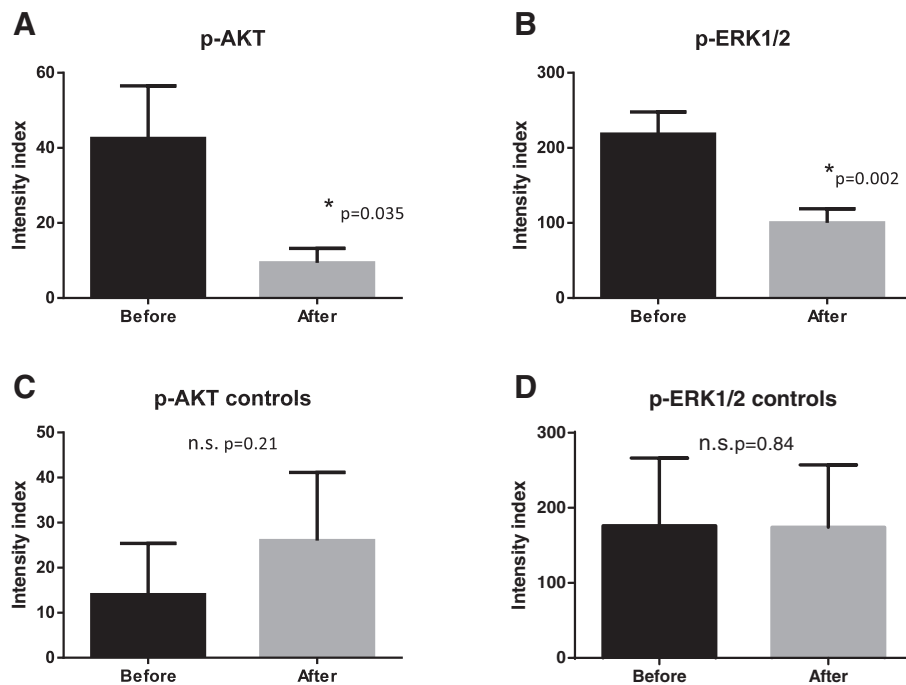 A
p-AKT
60
40
20
0
Intensity index
*
p=0.035
Before
After
B
p-ERK1/2
300
200
100
0
Intensity index
*
p=0.002
Before
After
C
p-AKT controls
50
40
30
20
10
0
Intensity index
n.s. p=0.21
Before
After
D
p-ERK1/2 controls
300
200
100
0
Intensity index
n.s.p=0.84
Before
After